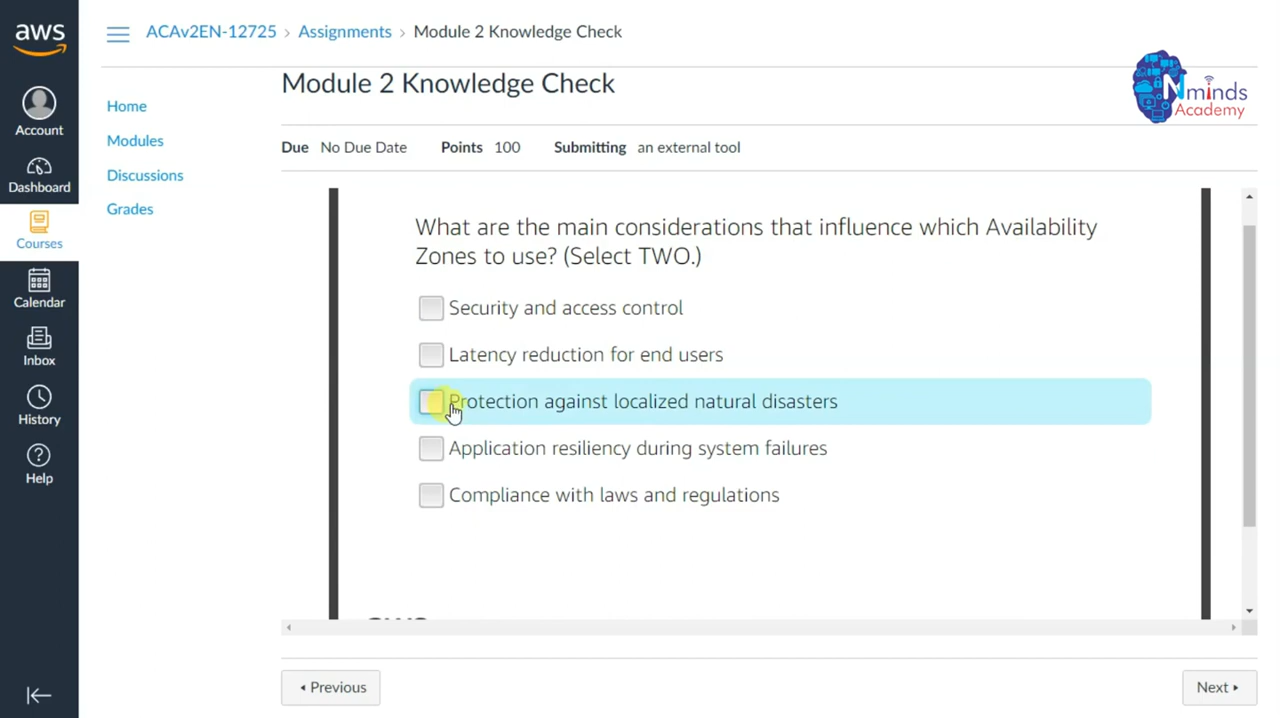 aws
Account
Dashboard
Courses
Calendar
Inbox
History
Help
ACAv2EN-12725 › Assignments › Module 2 Knowledge Check
Home
Modules
Discussions
Grades
Module 2 Knowledge Check
Nminds
Academy
Due No Due Date Points 100 Submitting an external tool
What are the main considerations that influence which Availability
Zones to use? (Select TWO.)
Security and access control
Latency reduction for end users
Protection against localized natural disasters
Application resiliency during system failures
Compliance with laws and regulations
Previous
Next